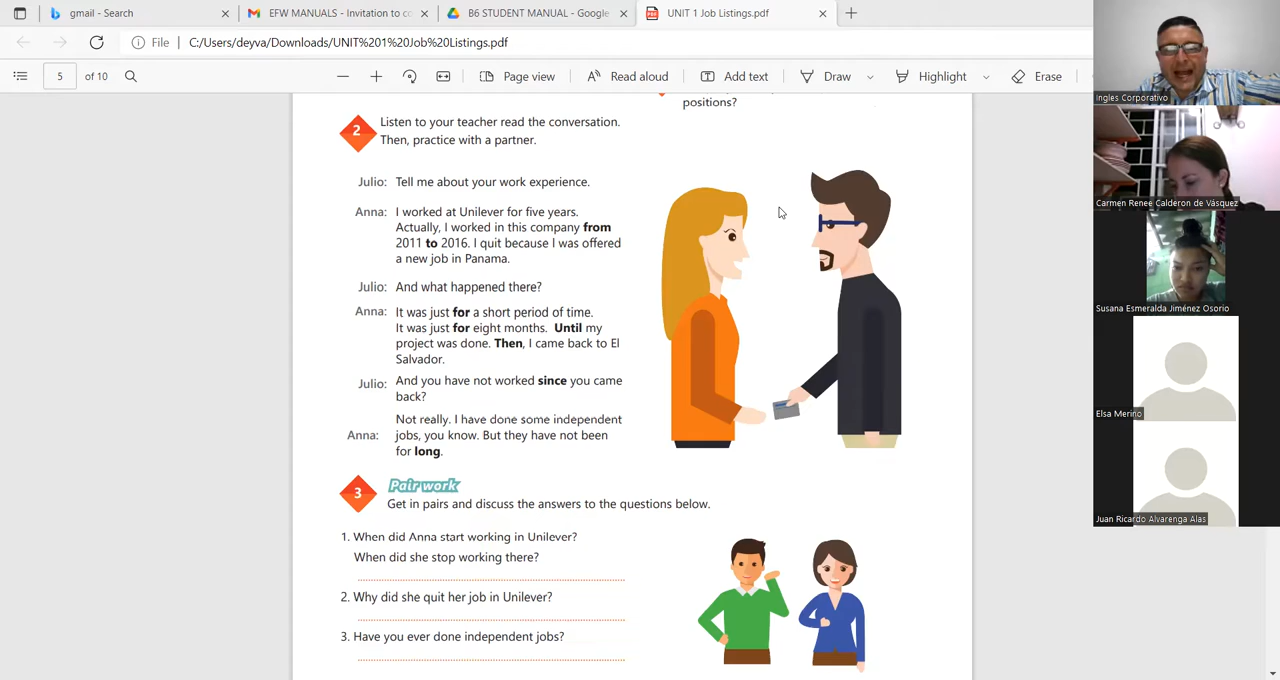 gmail - Search
EFW MANUALS - Invitation to co
B6 STUDENT MANUAL - Google
UNIT 1 Job Listings.pdf
File
C:/Users/deyva/Downloads/UNIT%201%20Job%20Listings.pdf
5 of 10
Page view
Read aloud
Add text
Draw
Highlight
Erase
positions?
2
Listen to your teacher read the conversation.
Then, practice with a partner.
Julio: Tell me about your work experience.
Anna: I worked at Unilever for five years.
Actually, I worked in this company from
2011 to 2016. I quit because I was offered
a new job in Panama.
Julio: And what happened there?
Anna: It was just for a short period of time.
It was just for eight months. Until my
project was done. Then, I came back to El
Salvador.
Julio: And you have not worked since you came
back?
Not really. I have done some independent
Anna: jobs, you know. But they have not been
for long.
3
Pair work
Get in pairs and discuss the answers to the questions below.
1. When did Anna start working in Unilever?
When did she stop working there?
2. Why did she quit her job in Unilever?
3. Have you ever done independent jobs?
Ingles Corporativo
Carmen Renee Calderon de Vásquez
Susana Esmeralda Jiménez Osorio
Elsa Merino
Juan Ricardo Alvarenga Alas